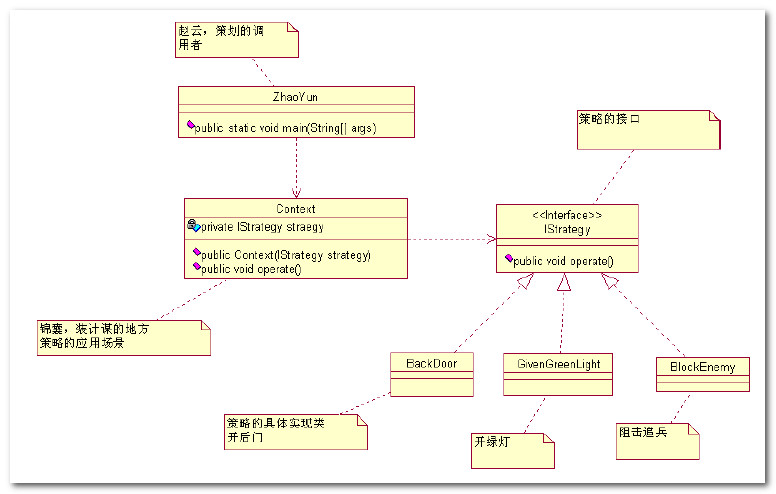 赵云，策划的调
用者
ZhaoYun
public static void main(String[] args)
策略的接口
Context
private IStrategy straegy
public Context(IStrategy strategy)
public void operate()
<<Interface>>
IStrategy
public void operate()
锦囊，装计谋的地方
策略的应用场景
BackDoor
GivenGreenLight
BlockEnemy
策略的具体实现类
开后门
开绿灯
阻击追兵